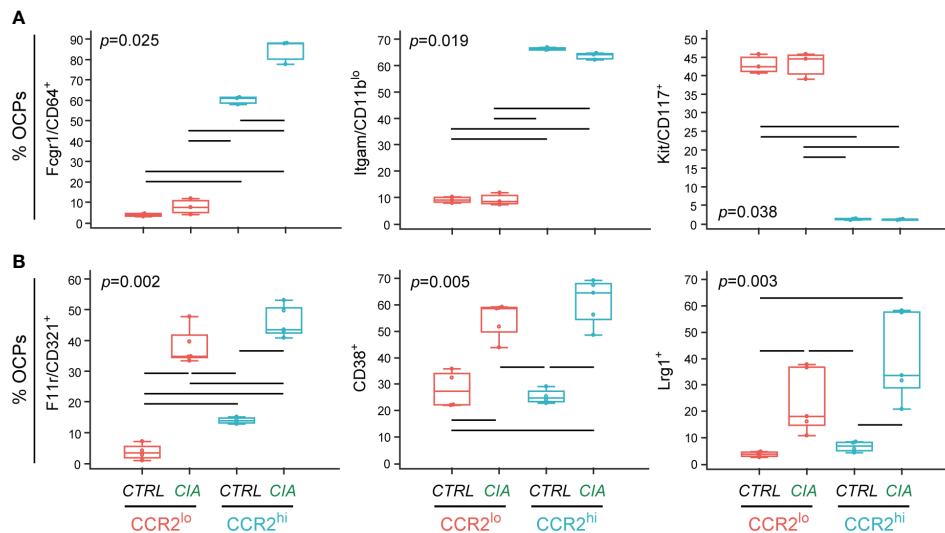 A
% OCPs
Fcgr1/CD64+
p=0.025
90
80
70
60
50
40
30
20
10
0
Itgam/CD11blo
p=0.019
70
60
50
40
30
20
10
0
Kit/CD117+
50
45
40
35
30
25
20
15
10
5
0
p=0.038
B
% OCPs
F11r/CD321+
p=0.002
60
50
40
30
20
10
0
CD38+
p=0.005
70
60
50
40
30
20
10
0
Lrg1+
p=0.003
70
60
50
40
30
20
10
0
CTRL CIA CTRL CIA
CCR2lo CCR2hi
CTRL CIA CTRL CIA
CCR2lo CCR2hi
CTRL CIA CTRL CIA
CCR2lo CCR2hi